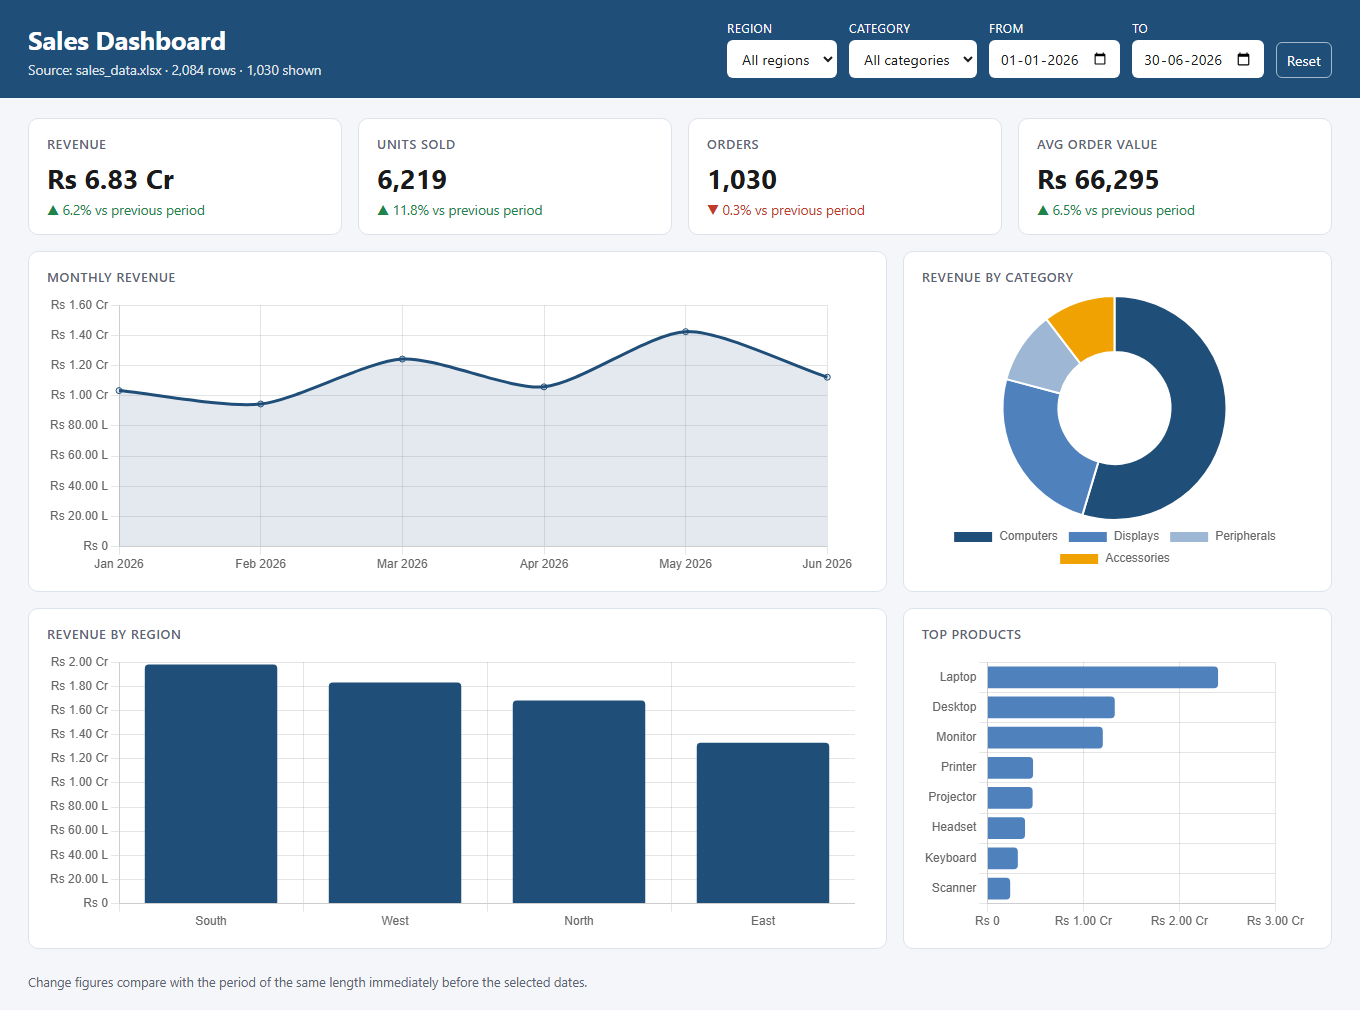 Sales Dashboard
Source: sales_data.xlsx · 2,084 rows · 1,030 shown
REGION
All regions
CATEGORY
All categories
FROM
01-01-2026
TO
30-06-2026
Reset
REVENUE
Rs 6.83 Cr
▲ 6.2% vs previous period
UNITS SOLD
6,219
▲ 11.8% vs previous period
ORDERS
1,030
▼ 0.3% vs previous period
AVG ORDER VALUE
Rs 66,295
▲ 6.5% vs previous period
MONTHLY REVENUE
Rs 1.60 Cr
Rs 1.40 Cr
Rs 1.20 Cr
Rs 1.00 Cr
Rs 80.00 L
Rs 60.00 L
Rs 40.00 L
Rs 20.00 L
Rs 0
Jan 2026 Feb 2026 Mar 2026 Apr 2026 May 2026 Jun 2026
REVENUE BY CATEGORY
Computers Displays Peripherals
Accessories
REVENUE BY REGION
Rs 2.00 Cr
Rs 1.80 Cr
Rs 1.60 Cr
Rs 1.40 Cr
Rs 1.20 Cr
Rs 1.00 Cr
Rs 80.00 L
Rs 60.00 L
Rs 40.00 L
Rs 20.00 L
Rs 0
South West North East
TOP PRODUCTS
Laptop
Desktop
Monitor
Printer
Projector
Headset
Keyboard
Scanner
Rs 0 Rs 1.00 Cr Rs 2.00 Cr Rs 3.00 Cr
Change figures compare with the period of the same length immediately before the selected dates.